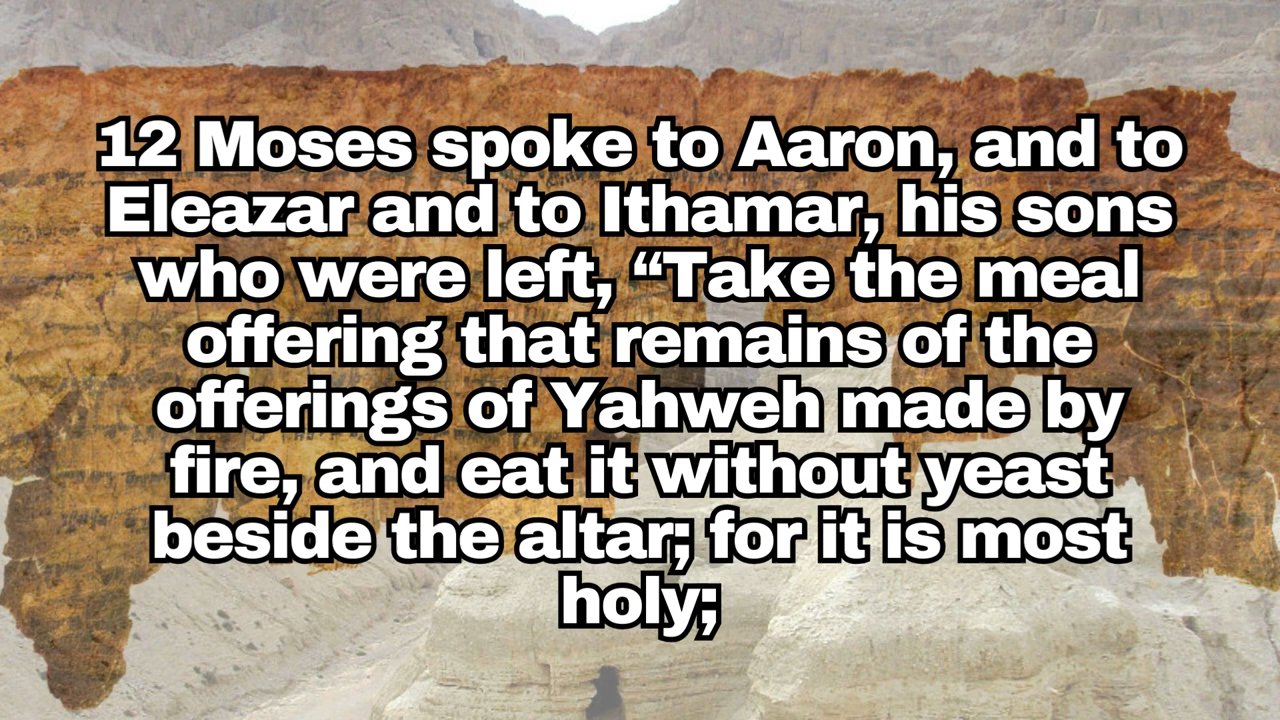 12 Moses spoke to Aaron, and to
Eleazar and to Ithamar, his sons
who were left, “Take the meal
offering that remains of the
offerings of Yahweh made by
fire, and eat it without yeast
beside the altar; for it is most
holy;